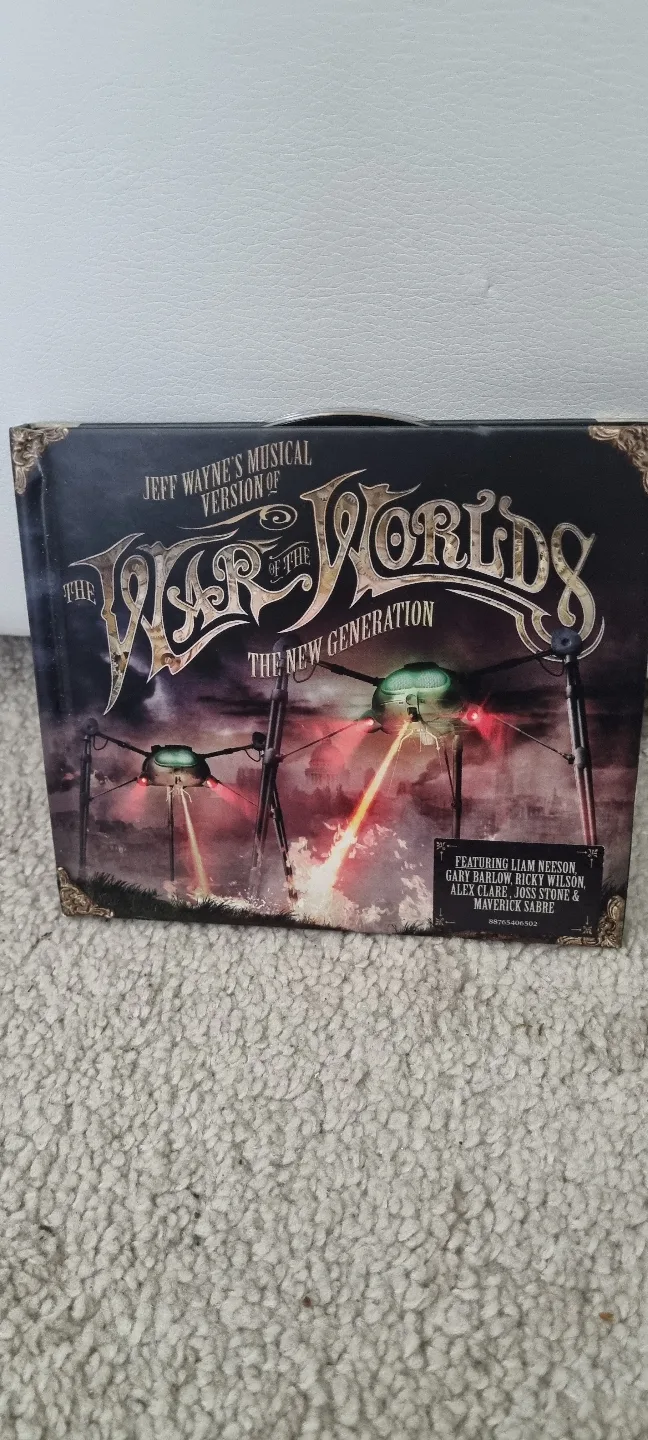 JEFF WAYNE'S MUSICAL
VERSION OF
THE WAR OF THE WORLDS
THE NEW GENERATION
FEATURING LIAM NEESON,
GARY BARLOW, RICKY WILSON,
ALEX CLARE, JOSS STONE &
MAVERICK SABRE
88765406502